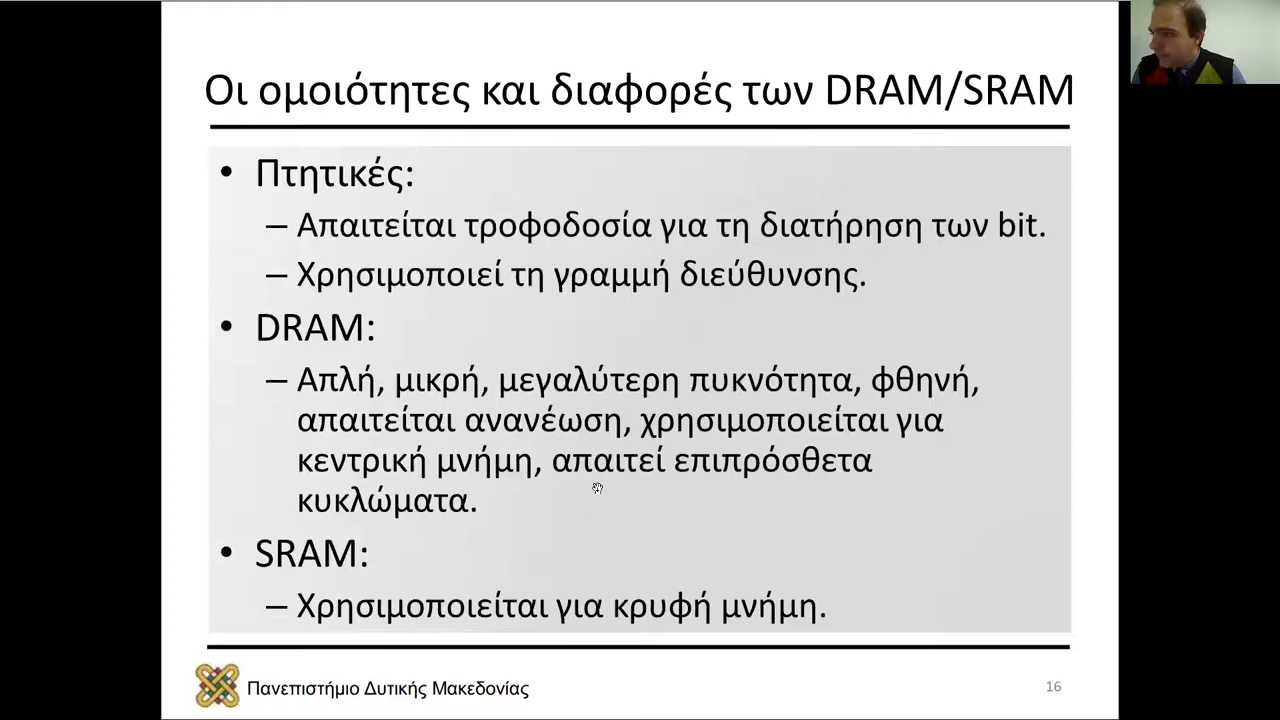 Οι ομοιότητες και διαφορές των DRAM/SRAM
• Πτητικές:
– Απαιτείται τροφοδοσία για τη διατήρηση των bit.
– Χρησιμοποιεί τη γραμμή διεύθυνσης.
• DRAM:
– Απλή, μικρή, μεγαλύτερη πυκνότητα, φθηνή,
απαιτείται ανανέωση, χρησιμοποιείται για
κεντρική μνήμη, απαιτεί επιπρόσθετα
κυκλώματα.
• SRAM:
– Χρησιμοποιείται για κρυφή μνήμη.
Πανεπιστήμιο Δυτικής Μακεδονίας
16